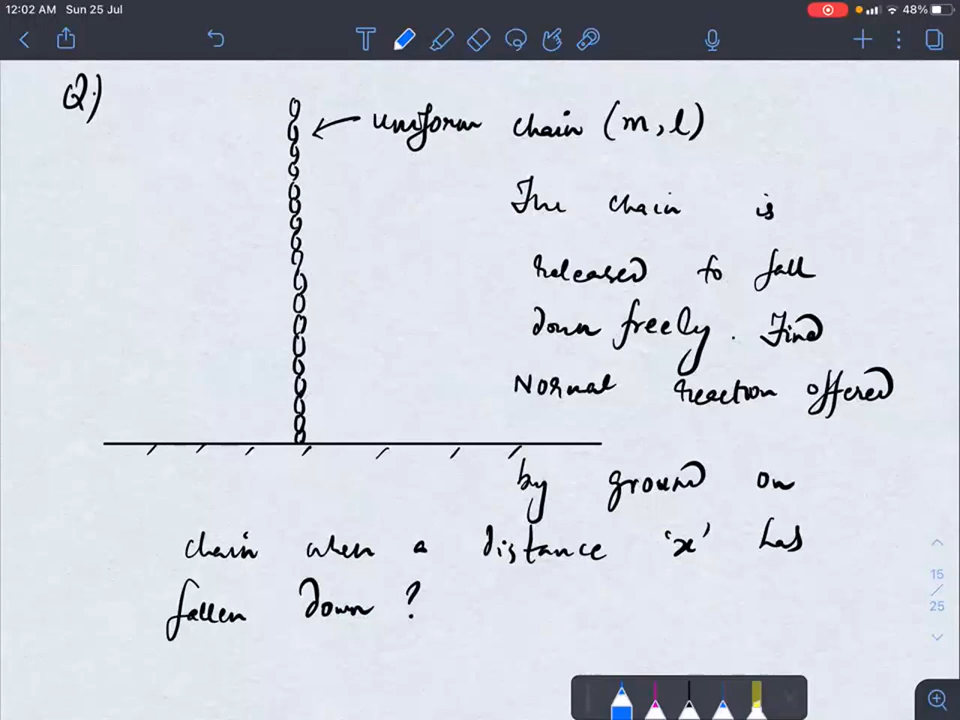 12:02 AM Sun 25 Jul 48%
T
Q)
uniform chain (m, l)
The chain is
released to fall
down freely. Find
Normal reaction offered
by ground on
chain when a distance 'x' has
fallen down ?
15
/
25